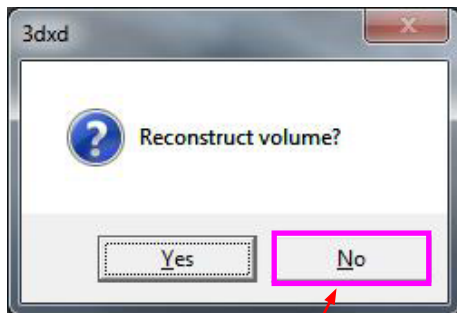 3dxd
Reconstruct volume?
Yes
No